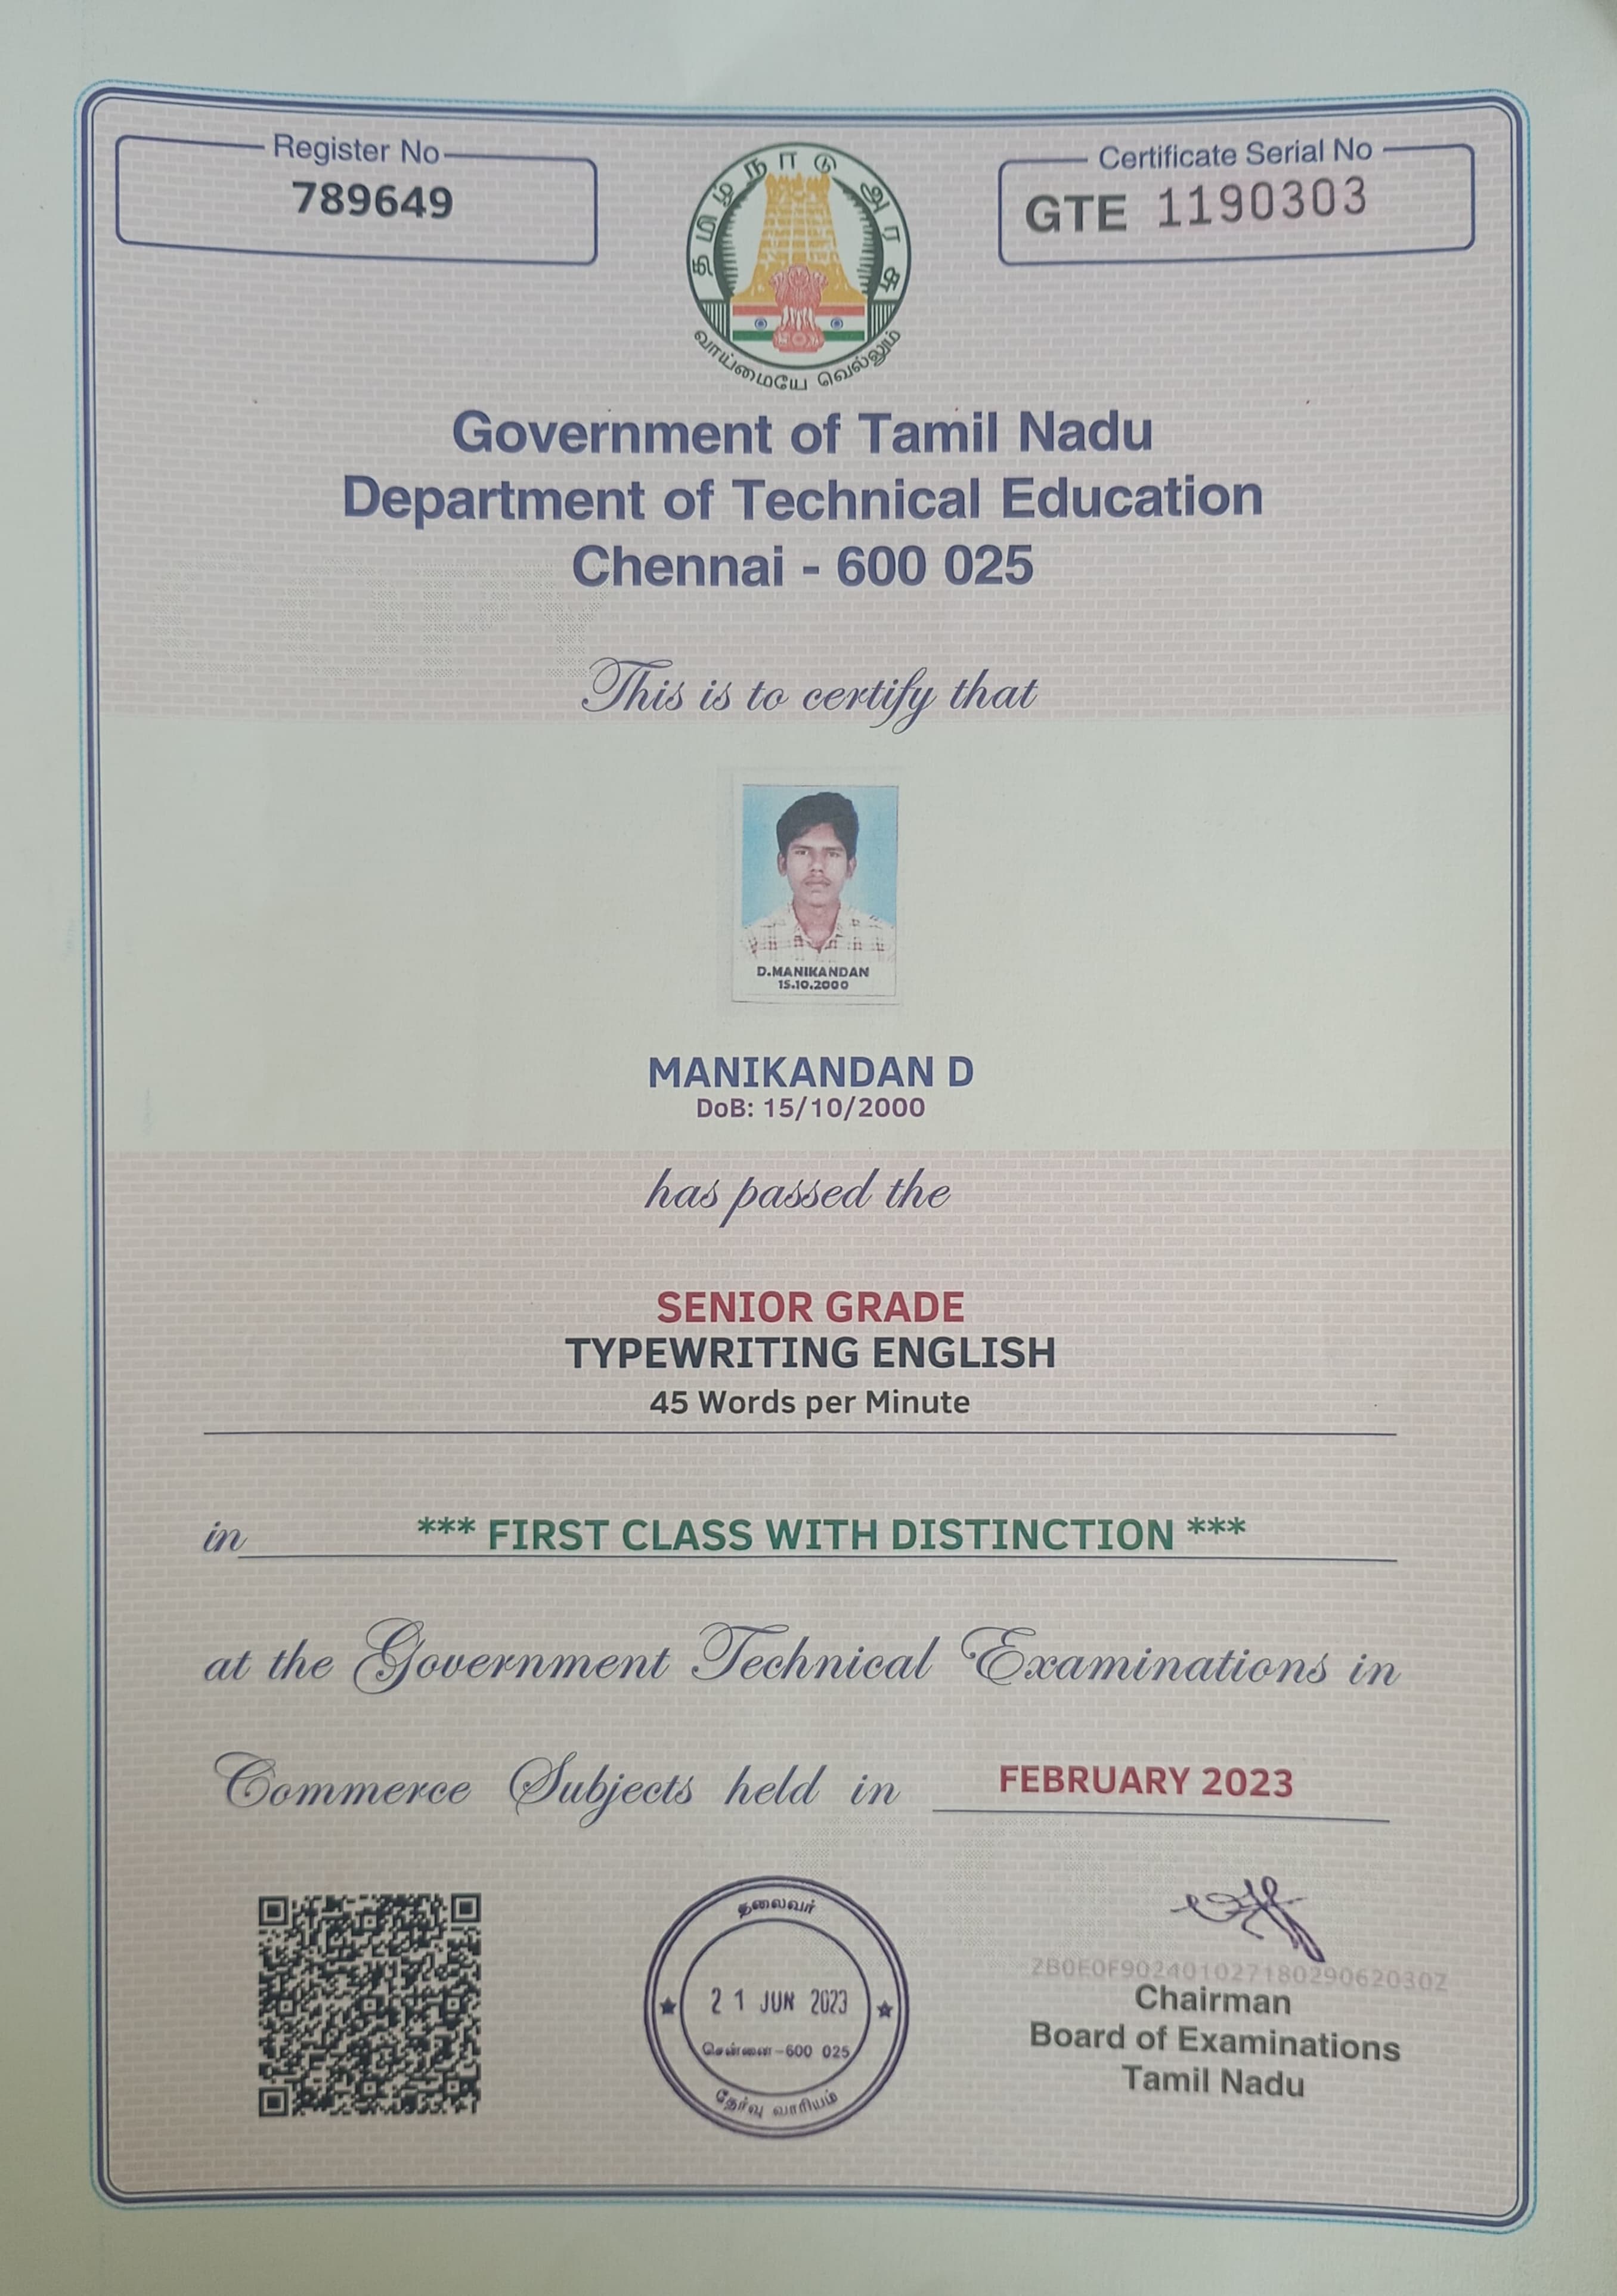 Register No
789649
தமிழ்நாடு அரசு
வாய்மையே வெல்லும்
Certificate Serial No
GTE 1190303
Government of Tamil Nadu
Department of Technical Education
Chennai - 600 025
COPY
This is to certify that
D.MANIKANDAN
15.10.2000
MANIKANDAN D
DoB: 15/10/2000
has passed the
SENIOR GRADE
TYPEWRITING ENGLISH
45 Words per Minute
in *** FIRST CLASS WITH DISTINCTION ***
at the Government Technical Examinations in
Commerce Subjects held in FEBRUARY 2023
தலைவர்
21 JUN 2023
சென்னை-600 025
தேர்வு வாரியம்
Chairman
Board of Examinations
Tamil Nadu